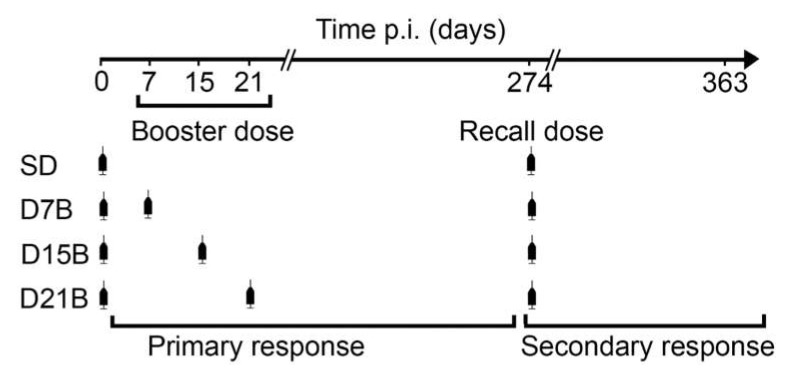 Time p.i. (days)
0 7 15 21 274 363
Booster dose Recall dose
SD
D7B
D15B
D21B
Primary response Secondary response